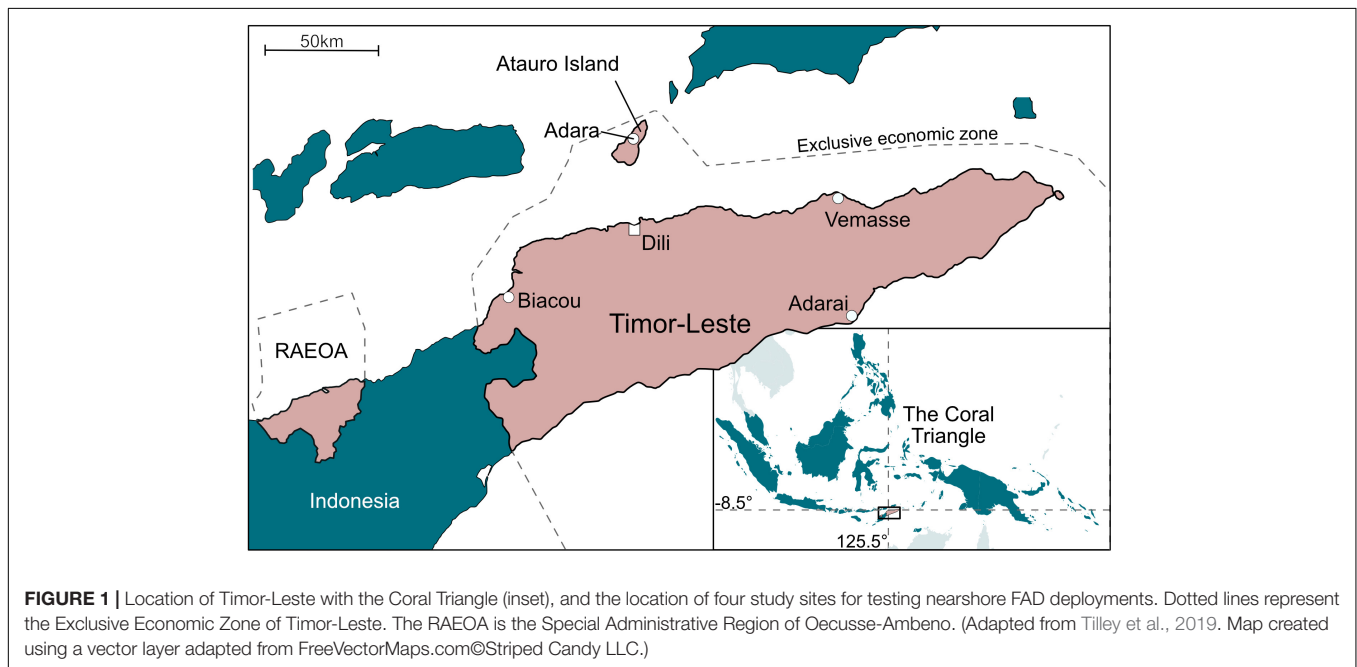 50km
Atauro Island
Adara
Exclusive economic zone
Vemasse
Dili
Biacou
Adarai
Timor-Leste
RAEOA
Indonesia
The Coral
Triangle
-8.5°
125.5°
FIGURE 1 | Location of Timor-Leste with the Coral Triangle (inset), and the location of four study sites for testing nearshore FAD deployments. Dotted lines represent
the Exclusive Economic Zone of Timor-Leste. The RAEOA is the Special Administrative Region of Oecusse-Ambeno. (Adapted from Tilley et al., 2019. Map created
using a vector layer adapted from FreeVectorMaps.com©Striped Candy LLC.)